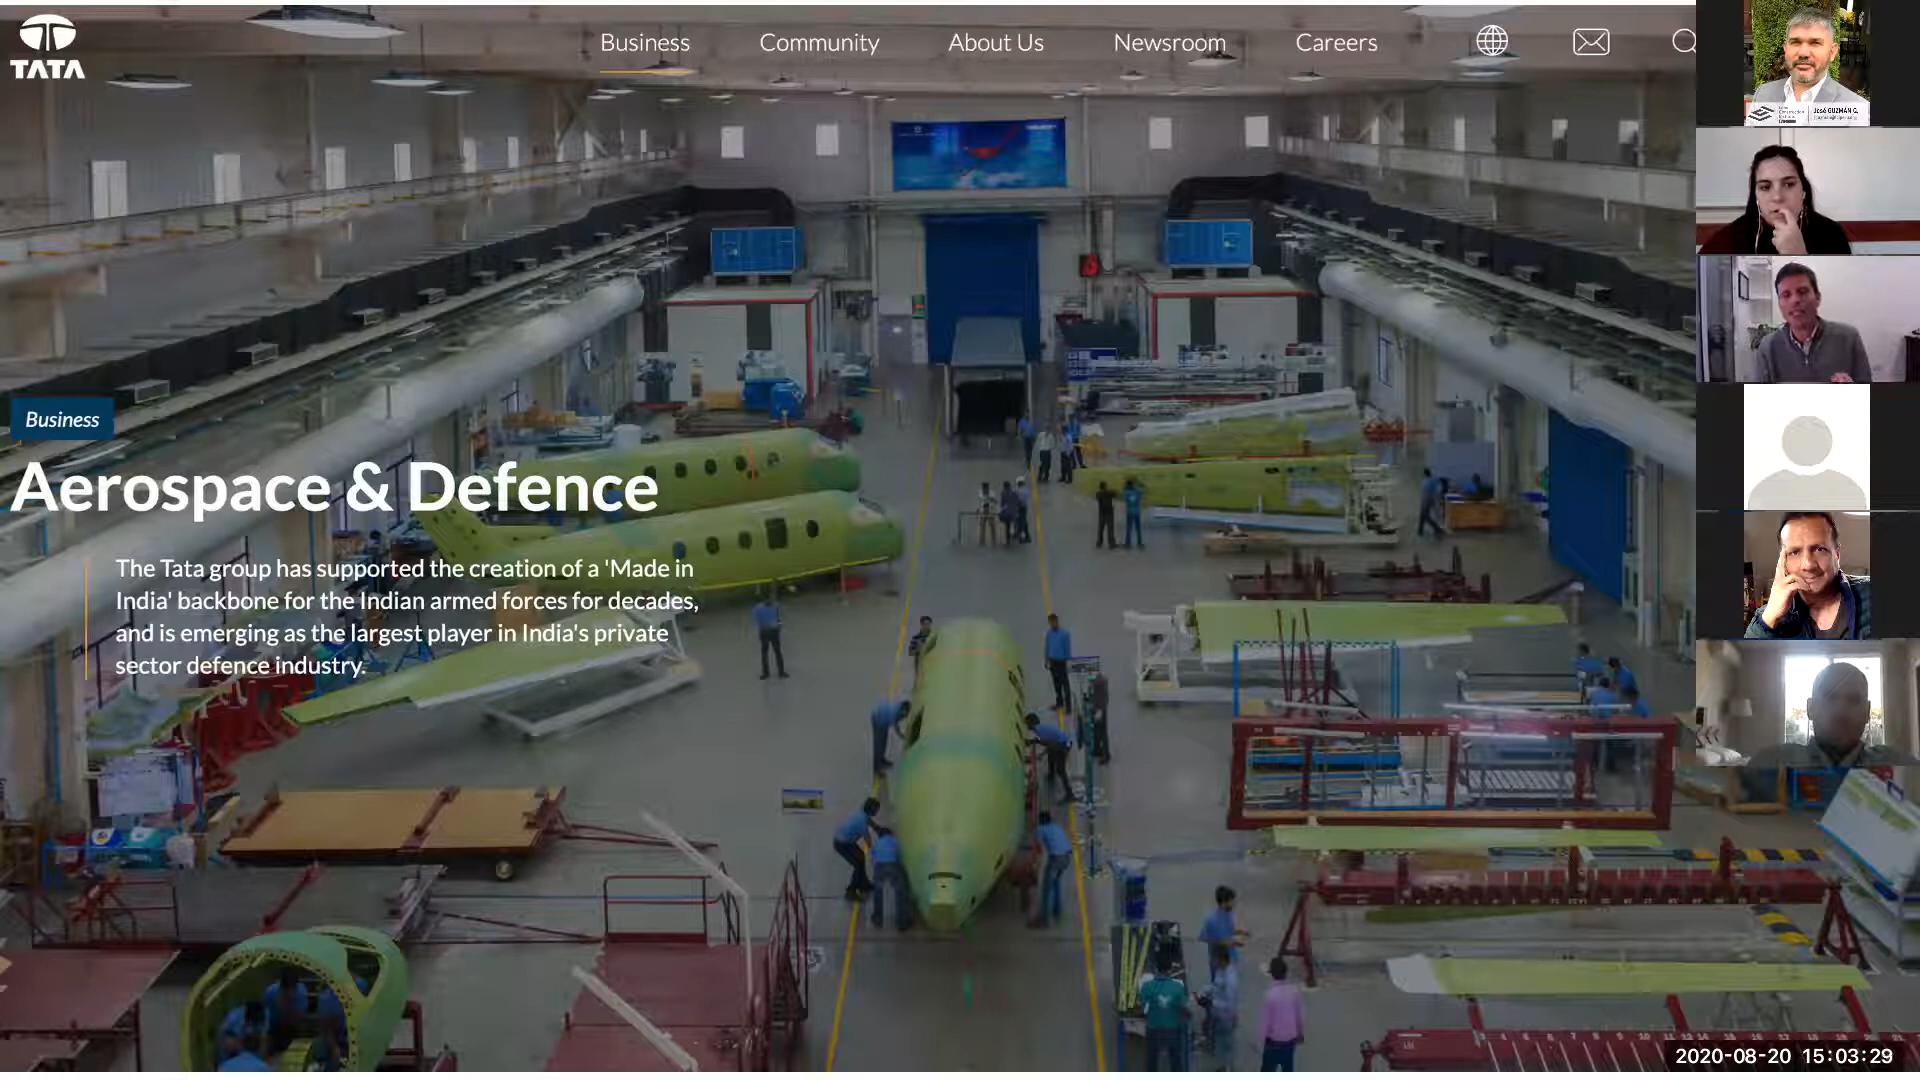 TATA
Business
Community
About Us
Newsroom
Careers
José GUZMÁN G.
Business
Aerospace & Defence
The Tata group has supported the creation of a 'Made in
India' backbone for the Indian armed forces for decades,
and is emerging as the largest player in India's private
sector defence industry.
2020-08-20 15:03:29